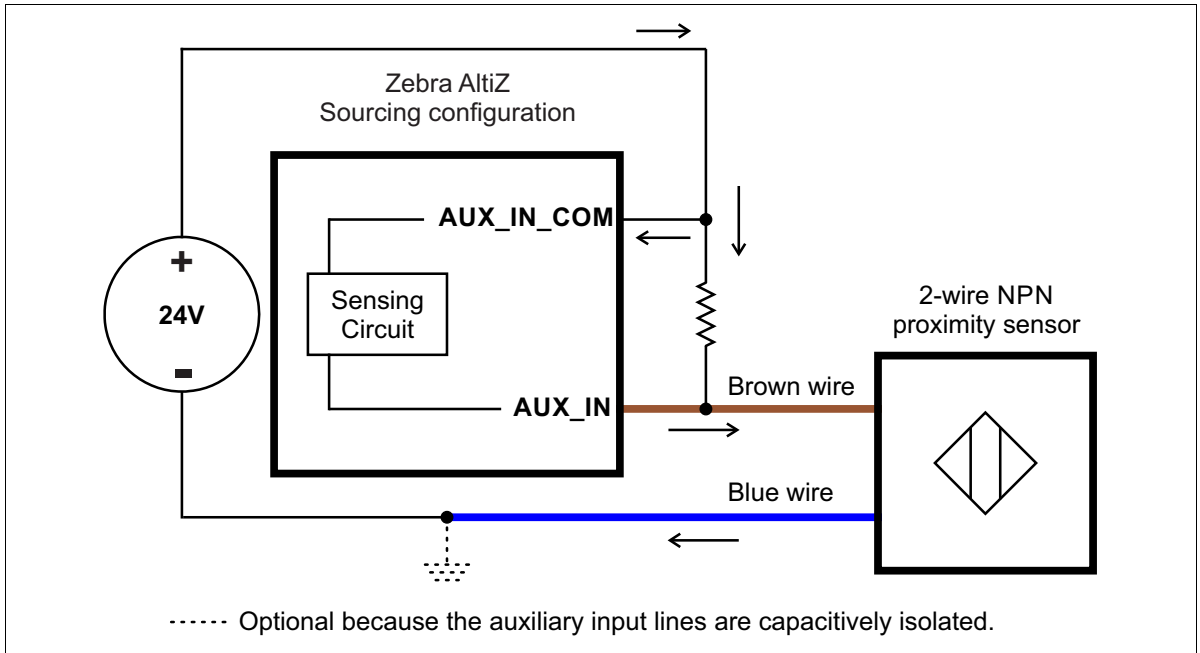 Zebra AltiZ
Sourcing configuration
AUX_IN_COM
+
24V
-
Sensing
Circuit
2-wire NPN
proximity sensor
Brown wire
AUX_IN
Blue wire
Optional because the auxiliary input lines are capacitively isolated.